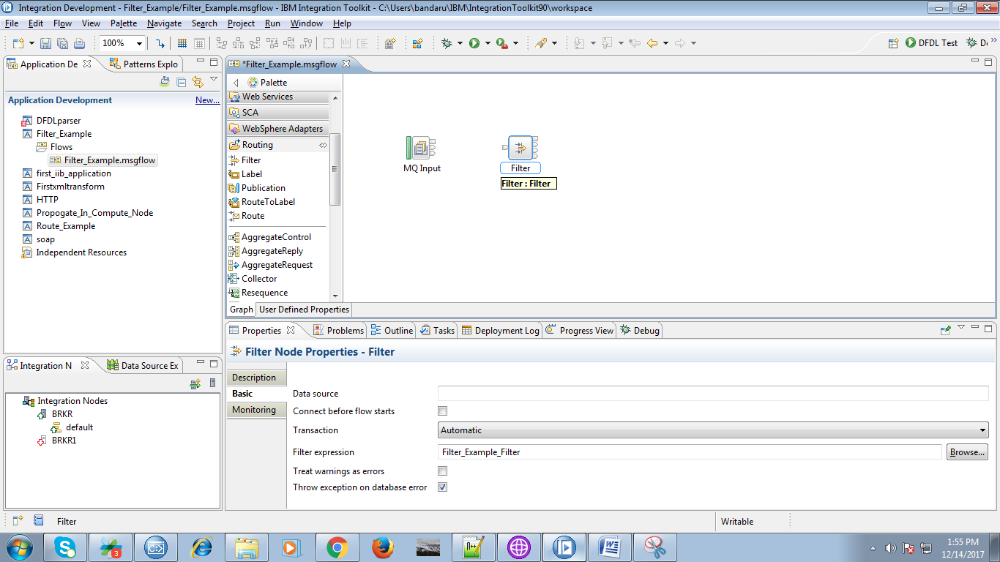 Integration Development - Filter_Example/Filter_Example.msgflow - IBM Integration Toolkit - C:\Users\bandaru\IBM\IntegrationToolkit90\workspace
File Edit Flow View Palette Navigate Search Project Run Window Help
100% DFDL Test D.
Application De Patterns Explo
Application Development New...
DFDLparser
Filter_Example
Flows
Filter_Example.msgflow
first_iib_application
Firstxmltransform
HTTP
Propogate_In_Compute_Node
Route_Example
soap
Independent Resources
*Filter_Example.msgflow
Palette
Web Services
SCA
WebSphere Adapters
Routing
Filter
Label
Publication
RouteToLabel
Route
AggregateControl
AggregateReply
AggregateRequest
Collector
Resequence
MQ Input
Filter
Filter : Filter
Graph User Defined Properties
Integration N Data Source Ex
Integration Nodes
BRKR
default
BRKR1
Properties Problems Outline Tasks Deployment Log Progress View Debug
Filter Node Properties - Filter
Description
Basic
Monitoring
Data source
Connect before flow starts
Transaction Automatic
Filter expression Filter_Example_Filter Browse...
Treat warnings as errors
Throw exception on database error
Filter Writable
3
1:55 PM
12/14/2017